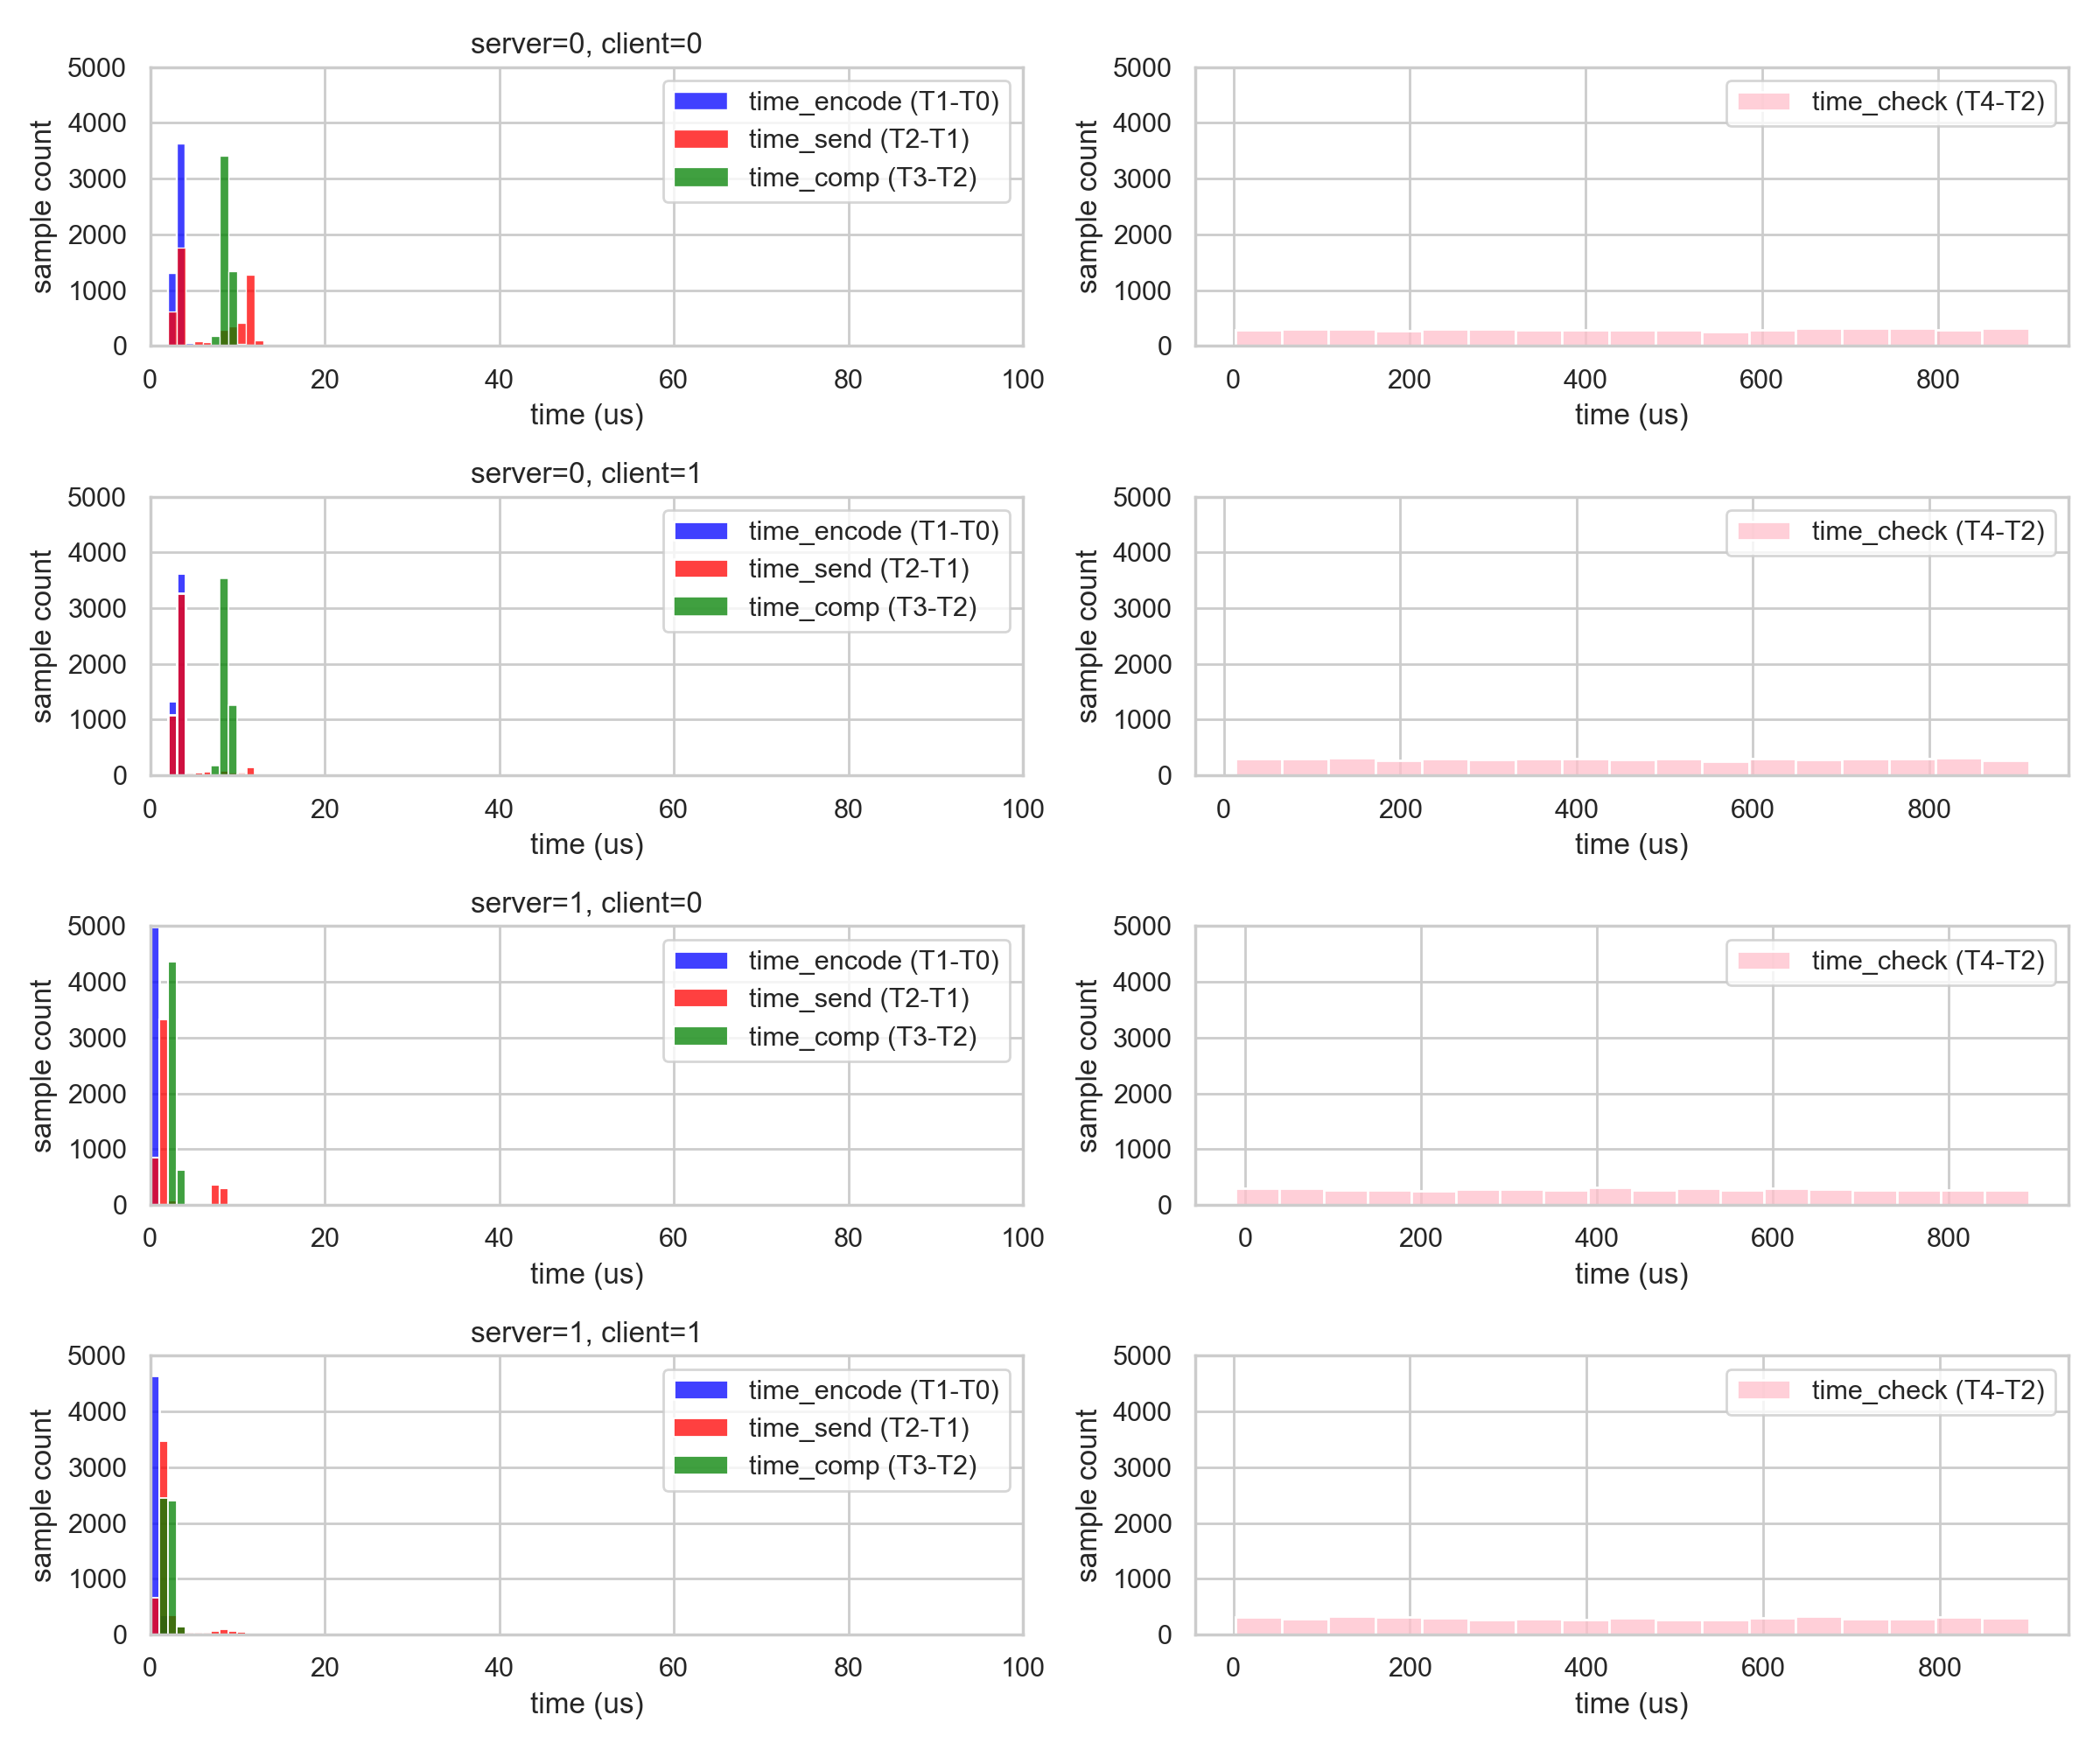 server=0, client=0
5000
4000
3000
2000
1000
0
sample count
time_encode (T1-T0)
time_send (T2-T1)
time_comp (T3-T2)
0 20 40 60 80 100
time (us)
5000
4000
3000
2000
1000
0
sample count
time_check (T4-T2)
0 200 400 600 800
time (us)
server=0, client=1
5000
4000
3000
2000
1000
0
sample count
time_encode (T1-T0)
time_send (T2-T1)
time_comp (T3-T2)
0 20 40 60 80 100
time (us)
5000
4000
3000
2000
1000
0
sample count
time_check (T4-T2)
0 200 400 600 800
time (us)
server=1, client=0
5000
4000
3000
2000
1000
0
sample count
time_encode (T1-T0)
time_send (T2-T1)
time_comp (T3-T2)
0 20 40 60 80 100
time (us)
5000
4000
3000
2000
1000
0
sample count
time_check (T4-T2)
0 200 400 600 800
time (us)
server=1, client=1
5000
4000
3000
2000
1000
0
sample count
time_encode (T1-T0)
time_send (T2-T1)
time_comp (T3-T2)
0 20 40 60 80 100
time (us)
5000
4000
3000
2000
1000
0
sample count
time_check (T4-T2)
0 200 400 600 800
time (us)